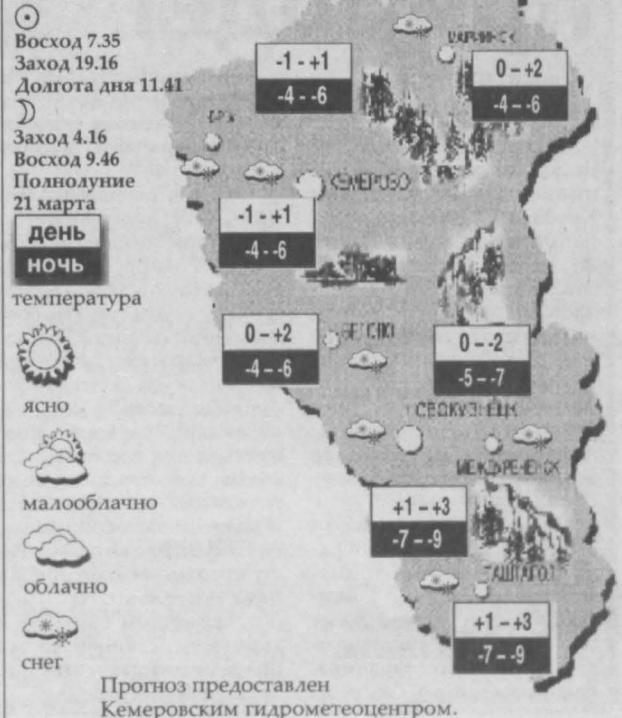 Восход 7.35
Заход 19.16
Долгота дня 11.41
Заход 4.16
Восход 9.46
Полнолуние
21 марта
день
ночь
температура
ясно
малооблачно
облачно
снег
-1 - +1
-4 - -6
0 – +2
-4 – -6
КЕМЕРОВО
-1 - +1
-4 - -6
0 – +2
-4 – -6
0 – -2
-5 – -7
МЕЖДУРЕЧЕНСК
+1 – +3
-7 – -9
ТАШТАГОЛ
+1 – +3
-7 – -9
Прогноз предоставлен
Кемеровским гидрометеоцентром.